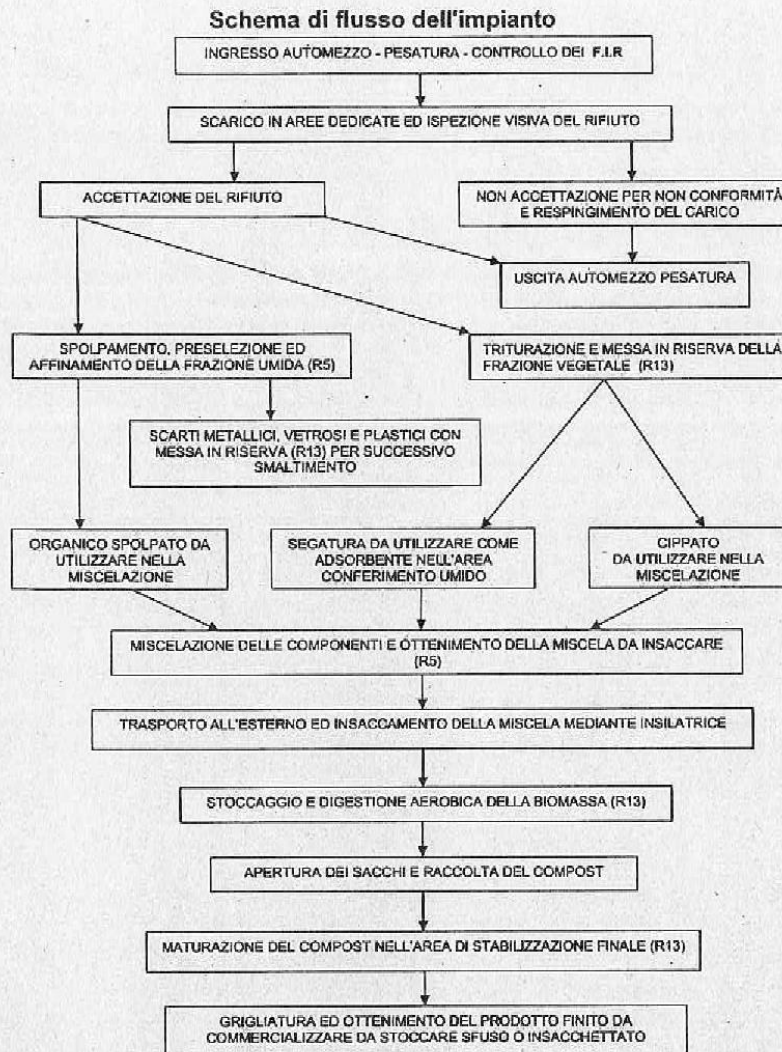 Schema di flusso dell'impianto
INGRESSO AUTOMEZZO - PESATURA - CONTROLLO DEI F.I.R
SCARICO IN AREE DEDICATE ED ISPEZIONE VISIVA DEL RIFIUTO
ACCETTAZIONE DEL RIFIUTO
NON ACCETTAZIONE PER NON CONFORMITÀ
E RESPINGIMENTO DEL CARICO
USCITA AUTOMEZZO PESATURA
SPOLPAMENTO, PRESELEZIONE ED
AFFINAMENTO DELLA FRAZIONE UMIDA (R5)
TRITURAZIONE E MESSA IN RISERVA DELLA
FRAZIONE VEGETALE (R13)
SCARTI METALLICI, VETROSI E PLASTICI CON
MESSA IN RISERVA (R13) PER SUCCESSIVO
SMALTIMENTO
ORGANICO SPOLPATO DA
UTILIZZARE NELLA
MISCELAZIONE
SEGATURA DA UTILIZZARE COME
ADSORBENTE NELL'AREA
CONFERIMENTO UMIDO
CIPPATO
DA UTILIZZARE NELLA
MISCELAZIONE
MISCELAZIONE DELLE COMPONENTI E OTTENIMENTO DELLA MISCELA DA INSACCARE
(R5)
TRASPORTO ALL'ESTERNO ED INSACCAMENTO DELLA MISCELA MEDIANTE INSILATRICE
STOCCAGGIO E DIGESTIONE AEROBICA DELLA BIOMASSA (R13)
APERTURA DEI SACCHI E RACCOLTA DEL COMPOST
MATURAZIONE DEL COMPOST NELL'AREA DI STABILIZZAZIONE FINALE (R13)
GRIGLIATURA ED OTTENIMENTO DEL PRODOTTO FINITO DA
COMMERCIALIZZARE DA STOCCARE SFUSO O INSACCHETTATO